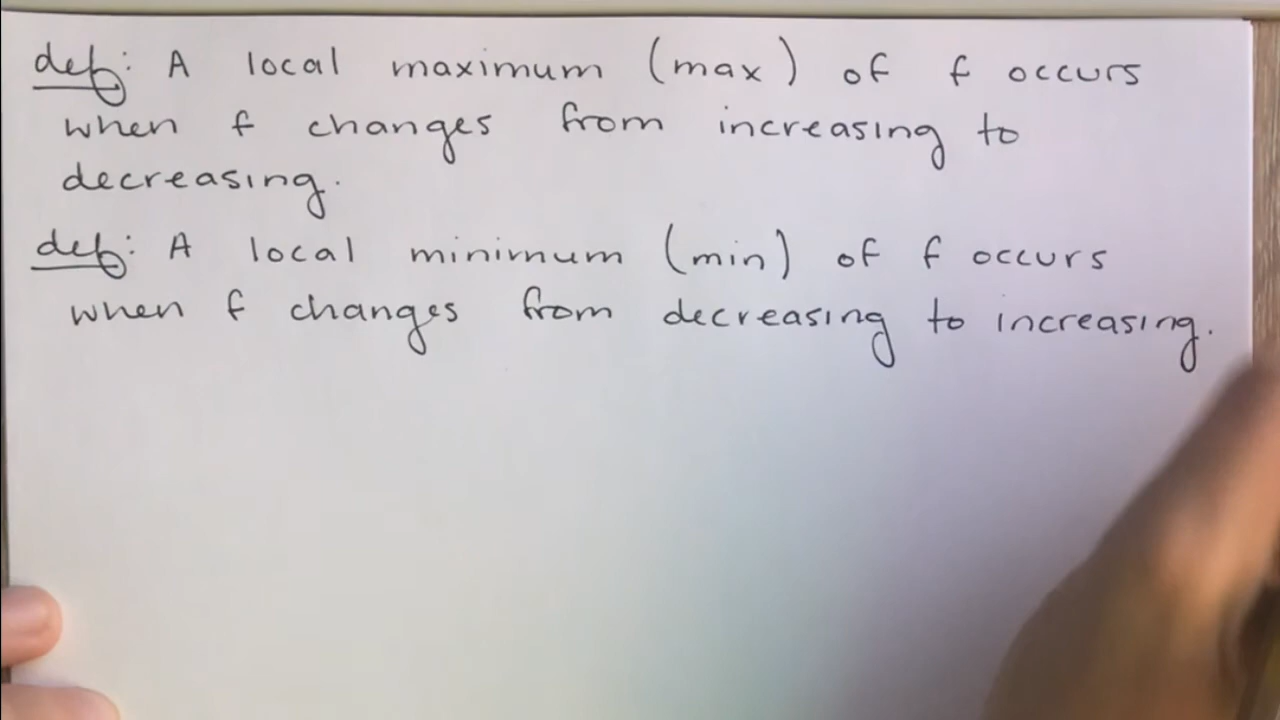 def: A local maximum (max) of f occurs
when f changes from increasing to
decreasing.
def: A local minimum (min) of f occurs
when f changes from decreasing to increasing.